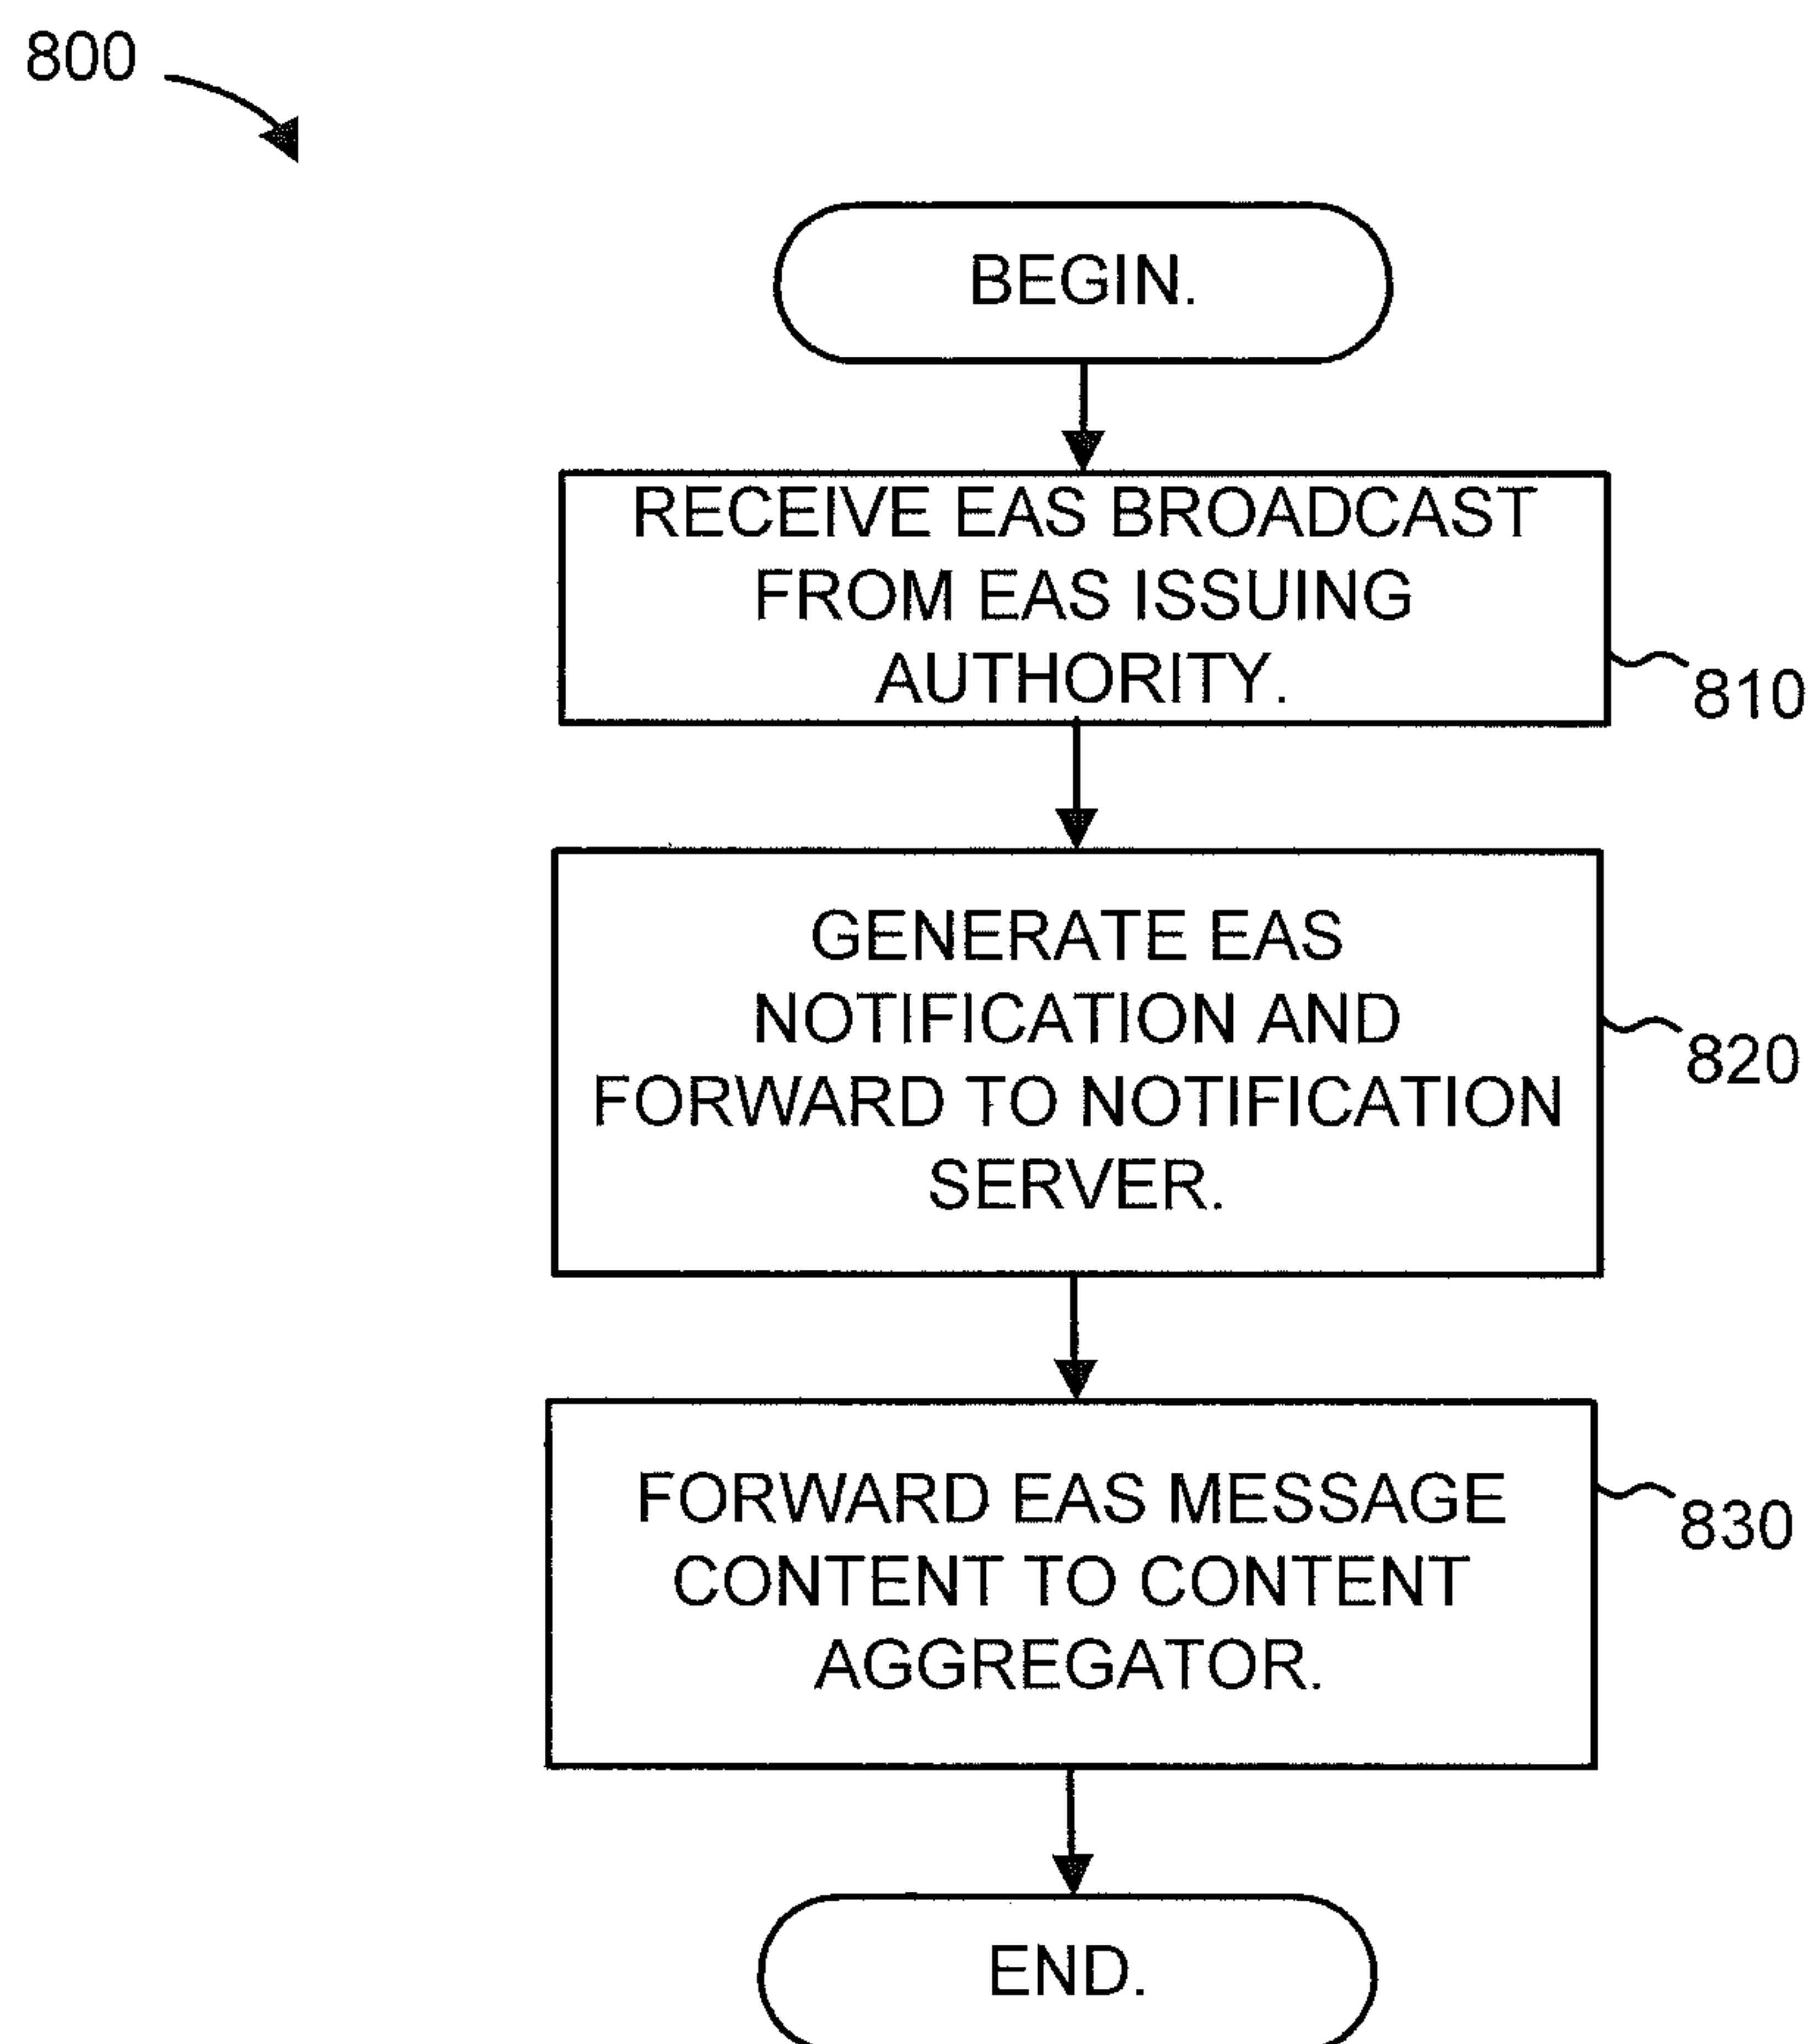 800
BEGIN.
RECEIVE EAS BROADCAST
FROM EAS ISSUING
AUTHORITY.
810
GENERATE EAS
NOTIFICATION AND
FORWARD TO NOTIFICATION
SERVER.
820
FORWARD EAS MESSAGE
CONTENT TO CONTENT
AGGREGATOR.
830
END.